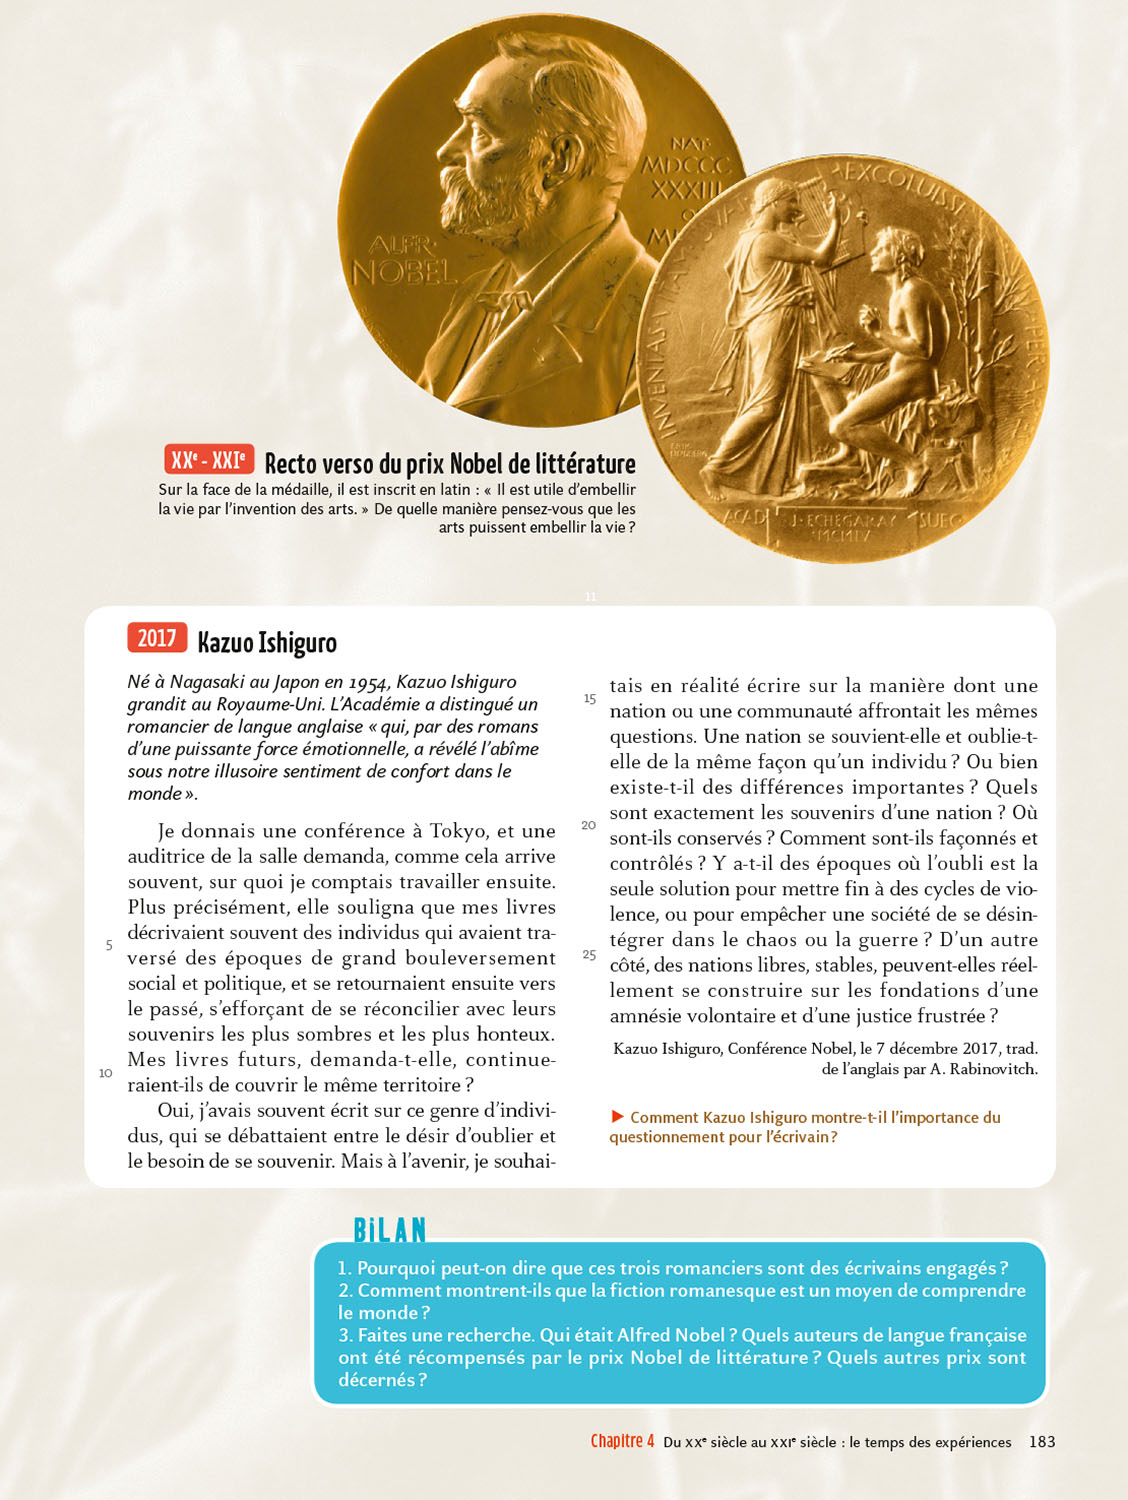 ALFR·
NOBEL
NAT·
MDCCC
XXXIII
INVENIAS·VITAM
EXCOLUISSE
PER
ACAD
J·ECHEGARAY
SUEC
MCMIV
XXe - XXIe Recto verso du prix Nobel de littérature
Sur la face de la médaille, il est inscrit en latin : « Il est utile d’embellir
la vie par l’invention des arts. » De quelle manière pensez-vous que les
arts puissent embellir la vie ?
11
2017 Kazuo Ishiguro
Né à Nagasaki au Japon en 1954, Kazuo Ishiguro
grandit au Royaume-Uni. L’Académie a distingué un
romancier de langue anglaise « qui, par des romans
d’une puissante force émotionnelle, a révélé l’abîme
sous notre illusoire sentiment de confort dans le
monde ».
Je donnais une conférence à Tokyo, et une
auditrice de la salle demanda, comme cela arrive
souvent, sur quoi je comptais travailler ensuite.
Plus précisément, elle souligna que mes livres
5 décrivaient souvent des individus qui avaient tra-
versé des époques de grand bouleversement
social et politique, et se retournaient ensuite vers
le passé, s’efforçant de se réconcilier avec leurs
souvenirs les plus sombres et les plus honteux.
10 Mes livres futurs, demanda-t-elle, continue-
raient-ils de couvrir le même territoire ?
Oui, j’avais souvent écrit sur ce genre d’indivi-
dus, qui se débattaient entre le désir d’oublier et
le besoin de se souvenir. Mais à l’avenir, je souhai-
15 tais en réalité écrire sur la manière dont une
nation ou une communauté affrontait les mêmes
questions. Une nation se souvient-elle et oublie-t-
elle de la même façon qu’un individu ? Ou bien
existe-t-il des différences importantes ? Quels
20 sont exactement les souvenirs d’une nation ? Où
sont-ils conservés ? Comment sont-ils façonnés et
contrôlés ? Y a-t-il des époques où l’oubli est la
seule solution pour mettre fin à des cycles de vio-
lence, ou pour empêcher une société de se désin-
25 tégrer dans le chaos ou la guerre ? D’un autre
côté, des nations libres, stables, peuvent-elles réel-
lement se construire sur les fondations d’une
amnésie volontaire et d’une justice frustrée ?
Kazuo Ishiguro, Conférence Nobel, le 7 décembre 2017, trad.
de l’anglais par A. Rabinovitch.
► Comment Kazuo Ishiguro montre-t-il l’importance du
questionnement pour l’écrivain ?
BiLAN
1. Pourquoi peut-on dire que ces trois romanciers sont des écrivains engagés ?
2. Comment montrent-ils que la fiction romanesque est un moyen de comprendre
le monde ?
3. Faites une recherche. Qui était Alfred Nobel ? Quels auteurs de langue française
ont été récompensés par le prix Nobel de littérature ? Quels autres prix sont
décernés ?
Chapitre 4 Du XXe siècle au XXIe siècle : le temps des expériences 183